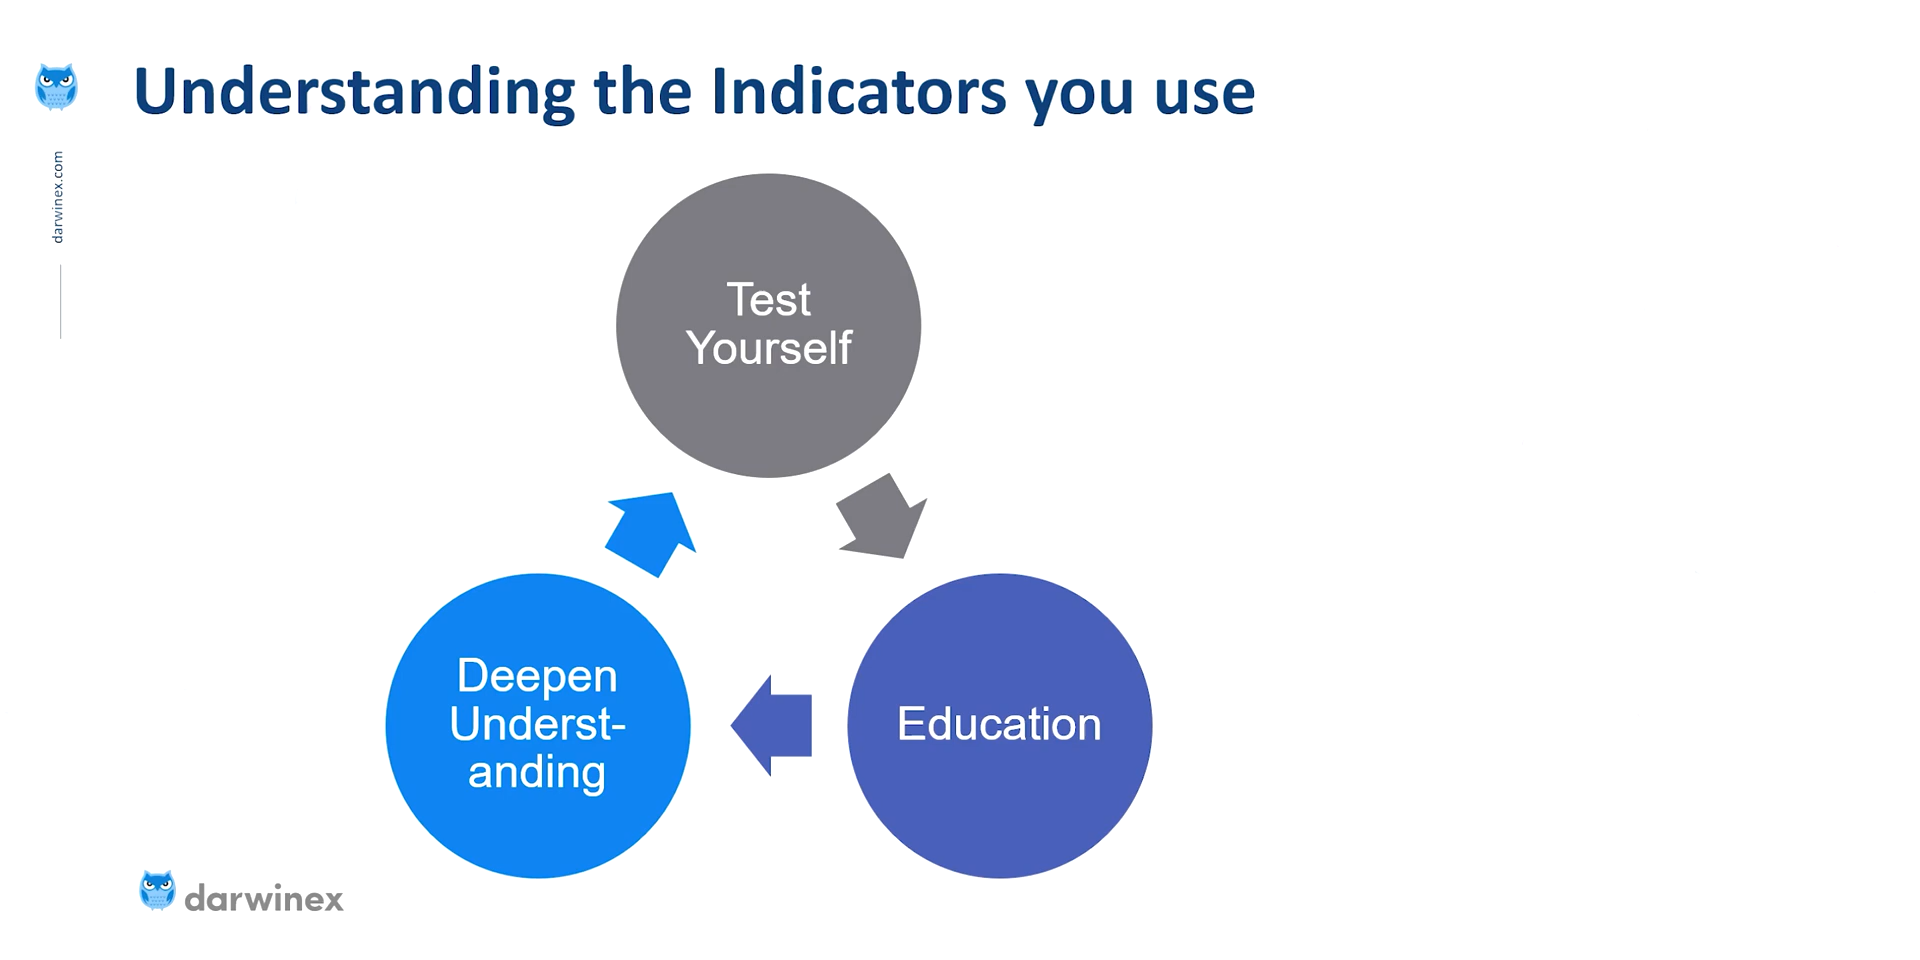 Understanding the Indicators you use
darwinex.com
Test
Yourself
Deepen
Underst-
anding
Education
darwinex